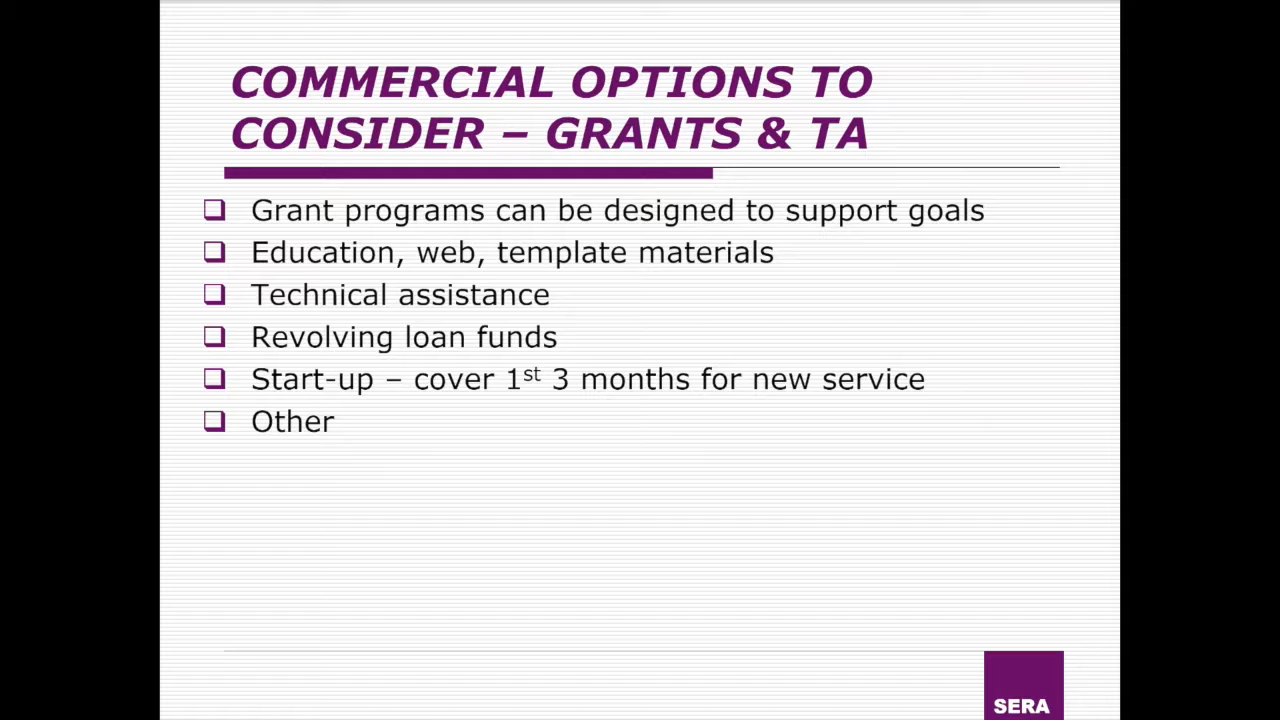 COMMERCIAL OPTIONS TO
CONSIDER – GRANTS & TA
Grant programs can be designed to support goals
Education, web, template materials
Technical assistance
Revolving loan funds
Start-up – cover 1st 3 months for new service
Other
SERA